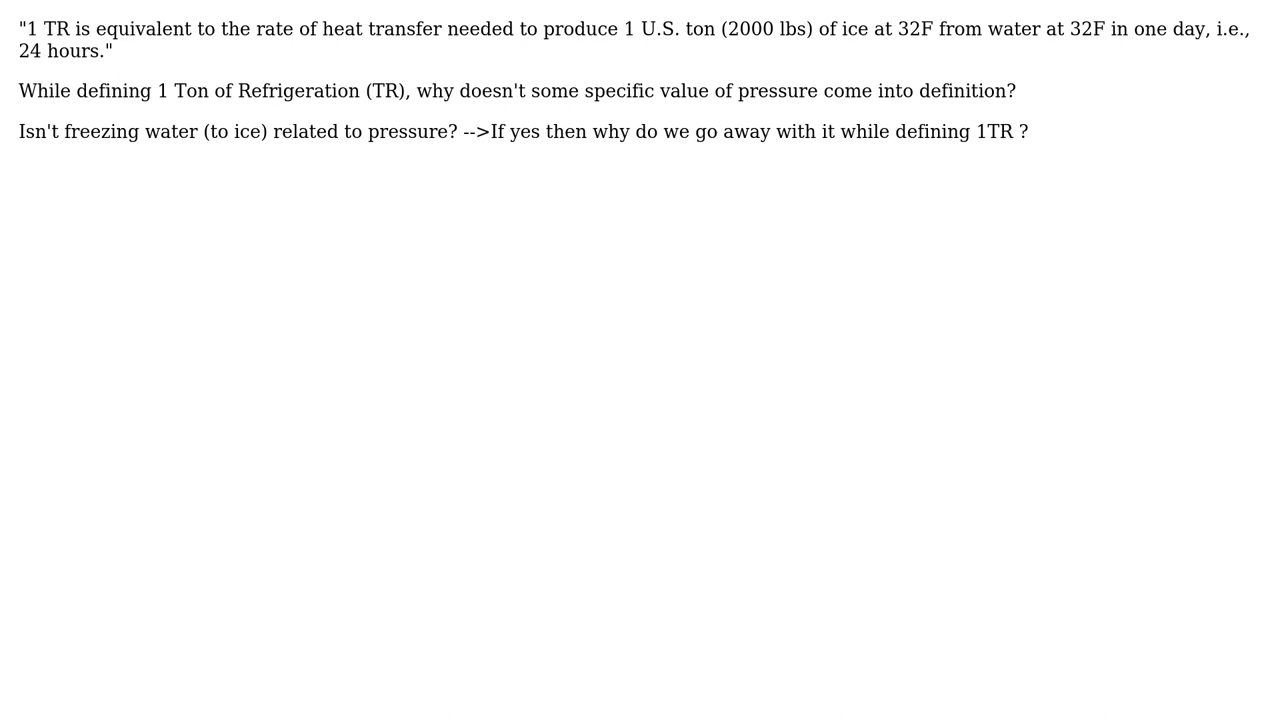 "1 TR is equivalent to the rate of heat transfer needed to produce 1 U.S. ton (2000 lbs) of ice at 32F from water at 32F in one day, i.e.,
24 hours."
While defining 1 Ton of Refrigeration (TR), why doesn't some specific value of pressure come into definition?
Isn't freezing water (to ice) related to pressure? -->If yes then why do we go away with it while defining 1TR ?